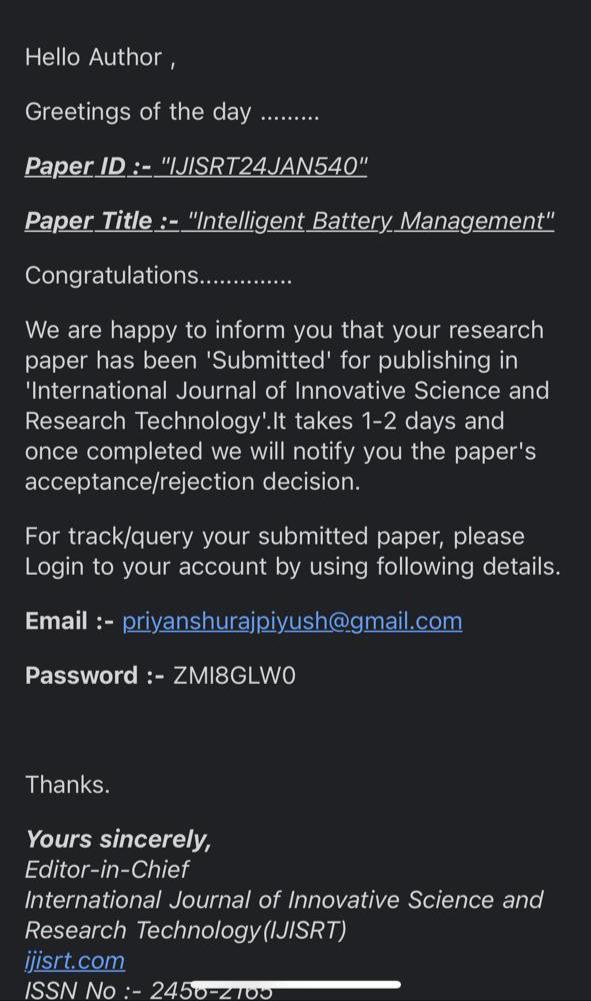 Hello Author ,
Greetings of the day .........
Paper ID :- "IJISRT24JAN540"
Paper Title :- "Intelligent Battery Management"
Congratulations..............
We are happy to inform you that your research
paper has been 'Submitted' for publishing in
'International Journal of Innovative Science and
Research Technology'.It takes 1-2 days and
once completed we will notify you the paper's
acceptance/rejection decision.
For track/query your submitted paper, please
Login to your account by using following details.
Email :- priyanshurajpiyush@gmail.com
Password :- ZMI8GLW0
Thanks.
Yours sincerely,
Editor-in-Chief
International Journal of Innovative Science and
Research Technology(IJISRT)
ijisrt.com
ISSN No :- 2456-2165